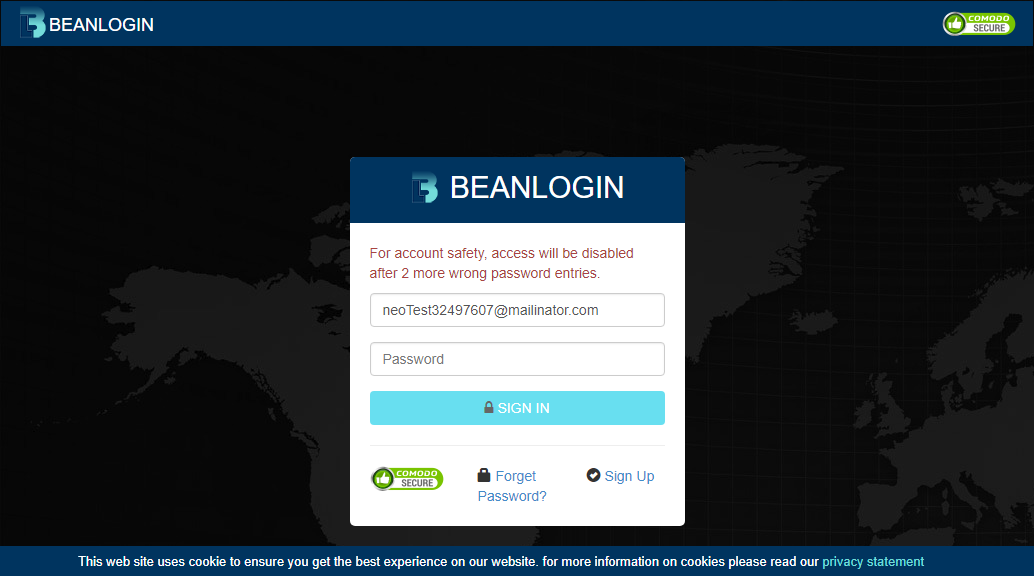 BEANLOGIN
COMODO
SECURE
BEANLOGIN
For account safety, access will be disabled
after 2 more wrong password entries.
neoTest32497607@mailinator.com
Password
SIGN IN
COMODO
SECURE
Forget
Password?
Sign Up
This web site uses cookie to ensure you get the best experience on our website. for more information on cookies please read our privacy statement